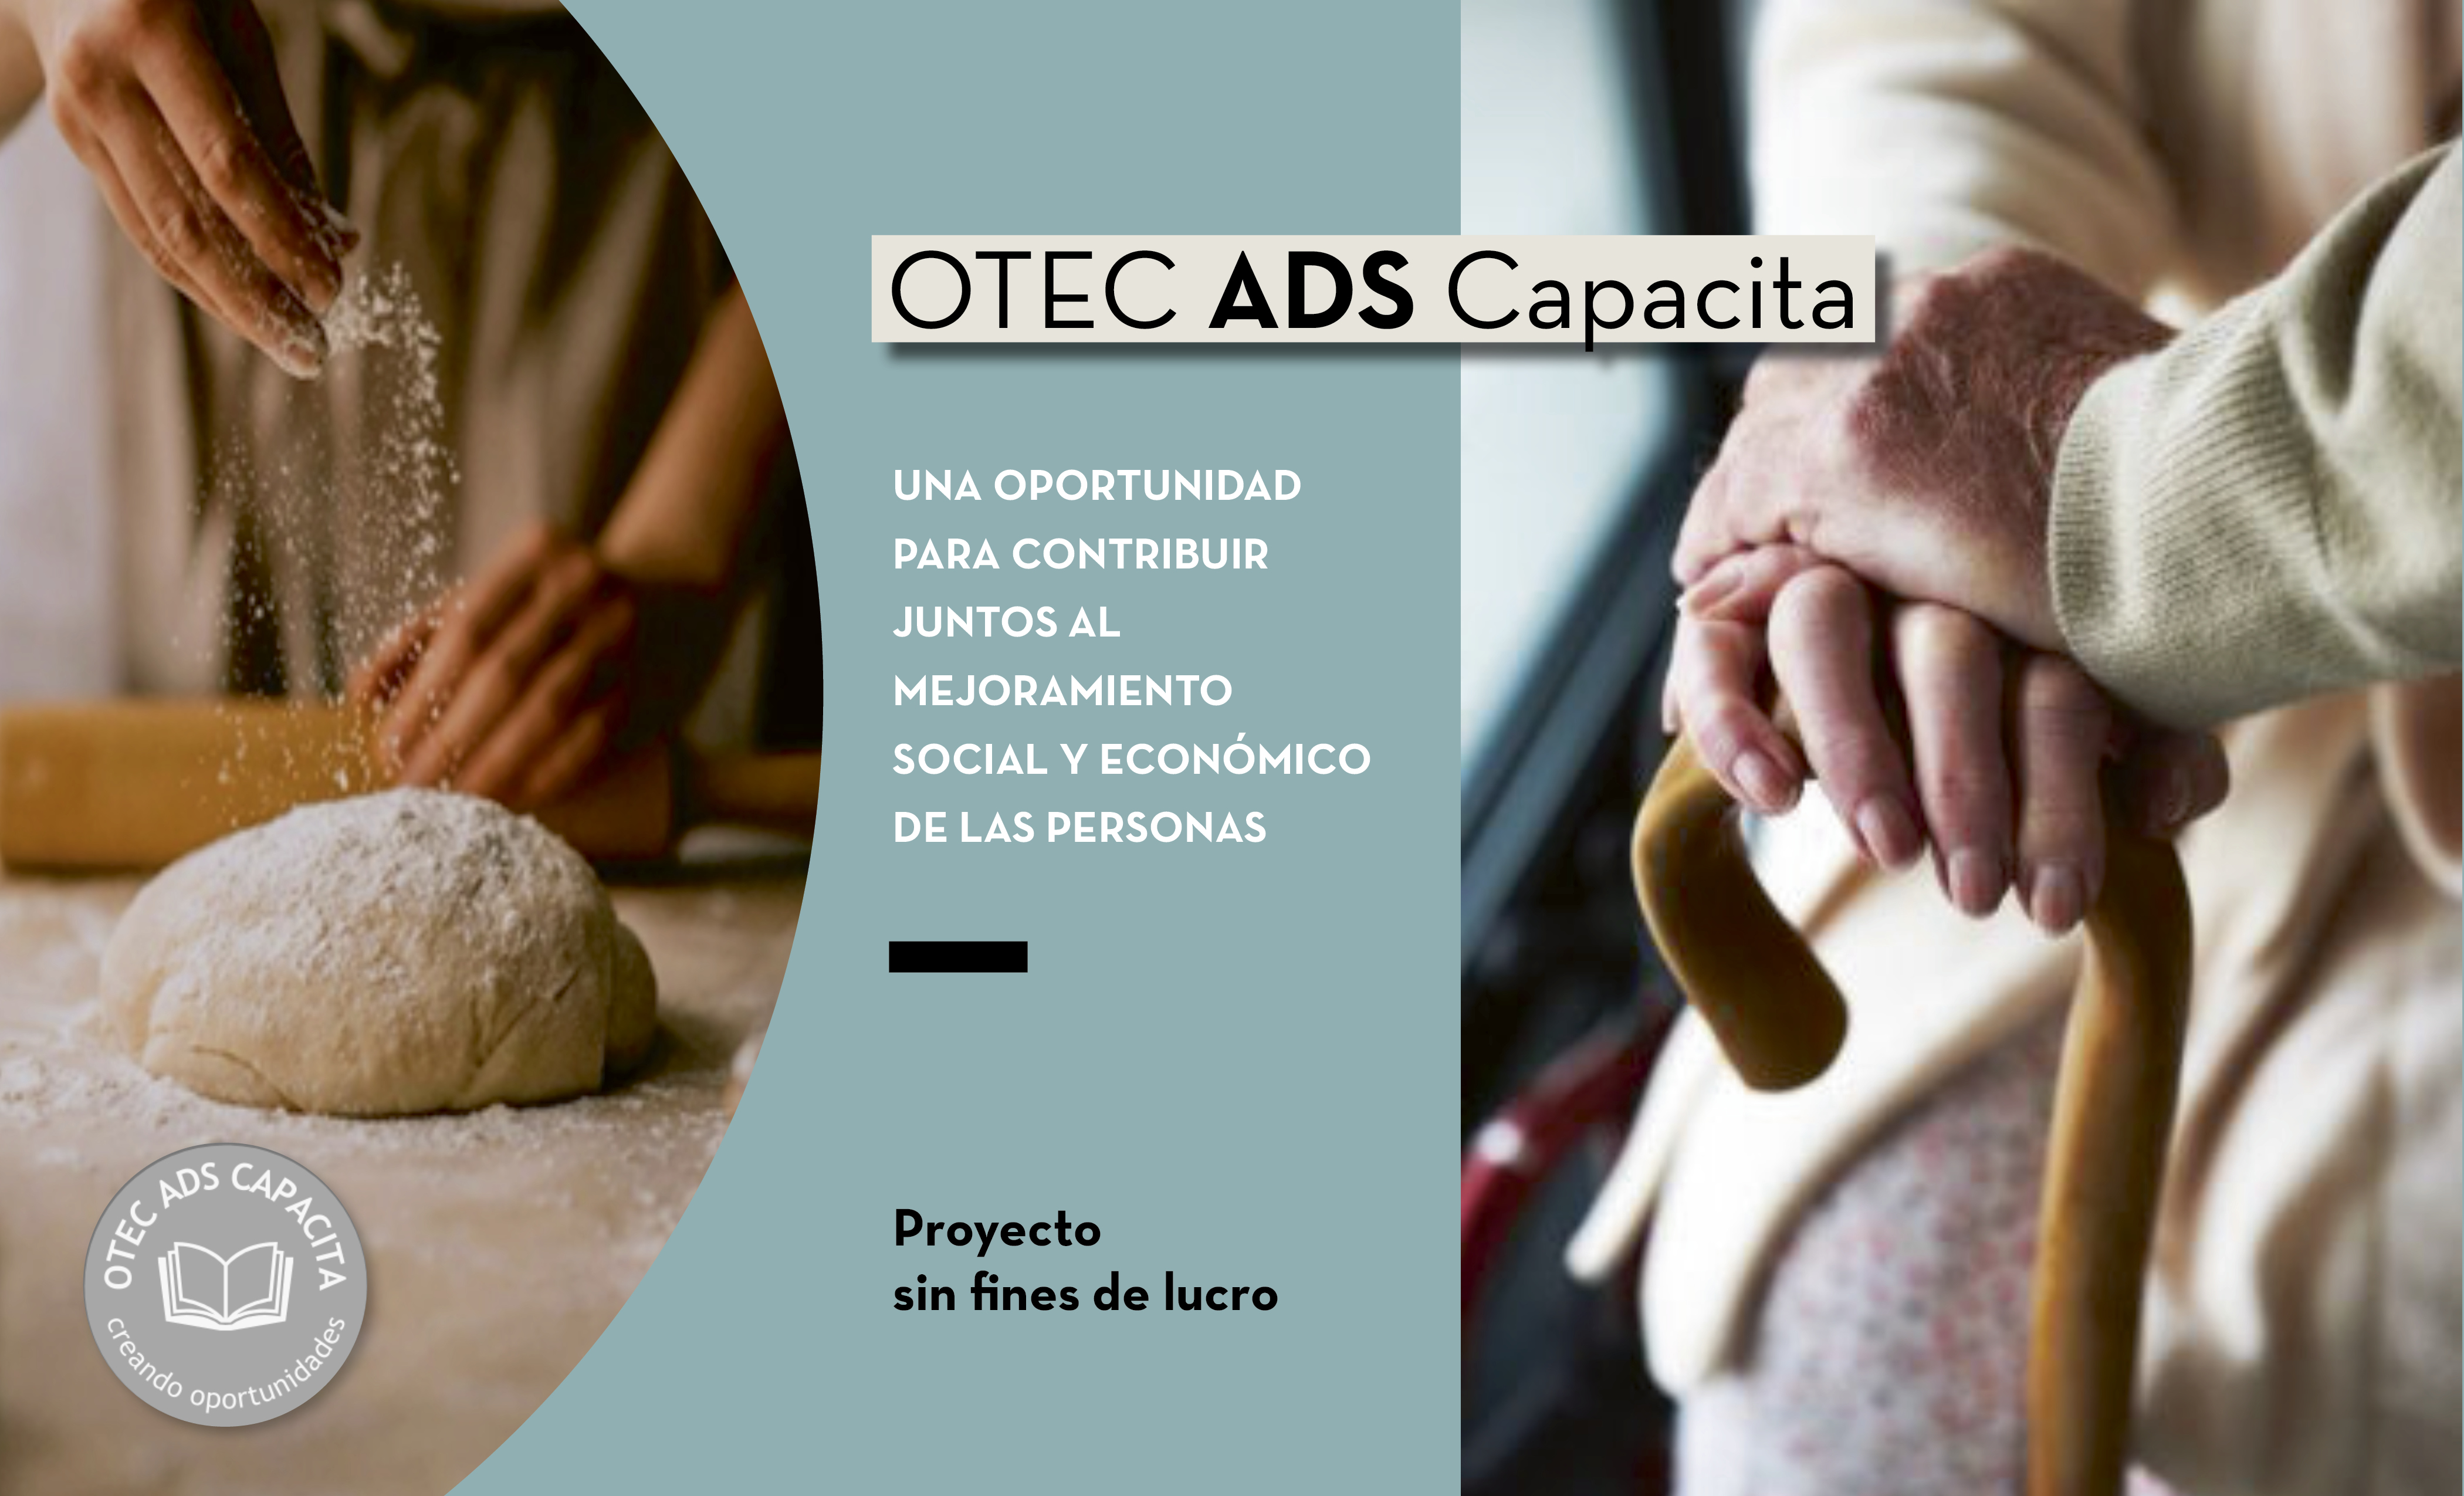 OTEC ADS Capacita
UNA OPORTUNIDAD
PARA CONTRIBUIR
JUNTOS AL
MEJORAMIENTO
SOCIAL Y ECONÓMICO
DE LAS PERSONAS
Proyecto
sin fines de lucro
OTEC ADS CAPACITA
creando oportunidades